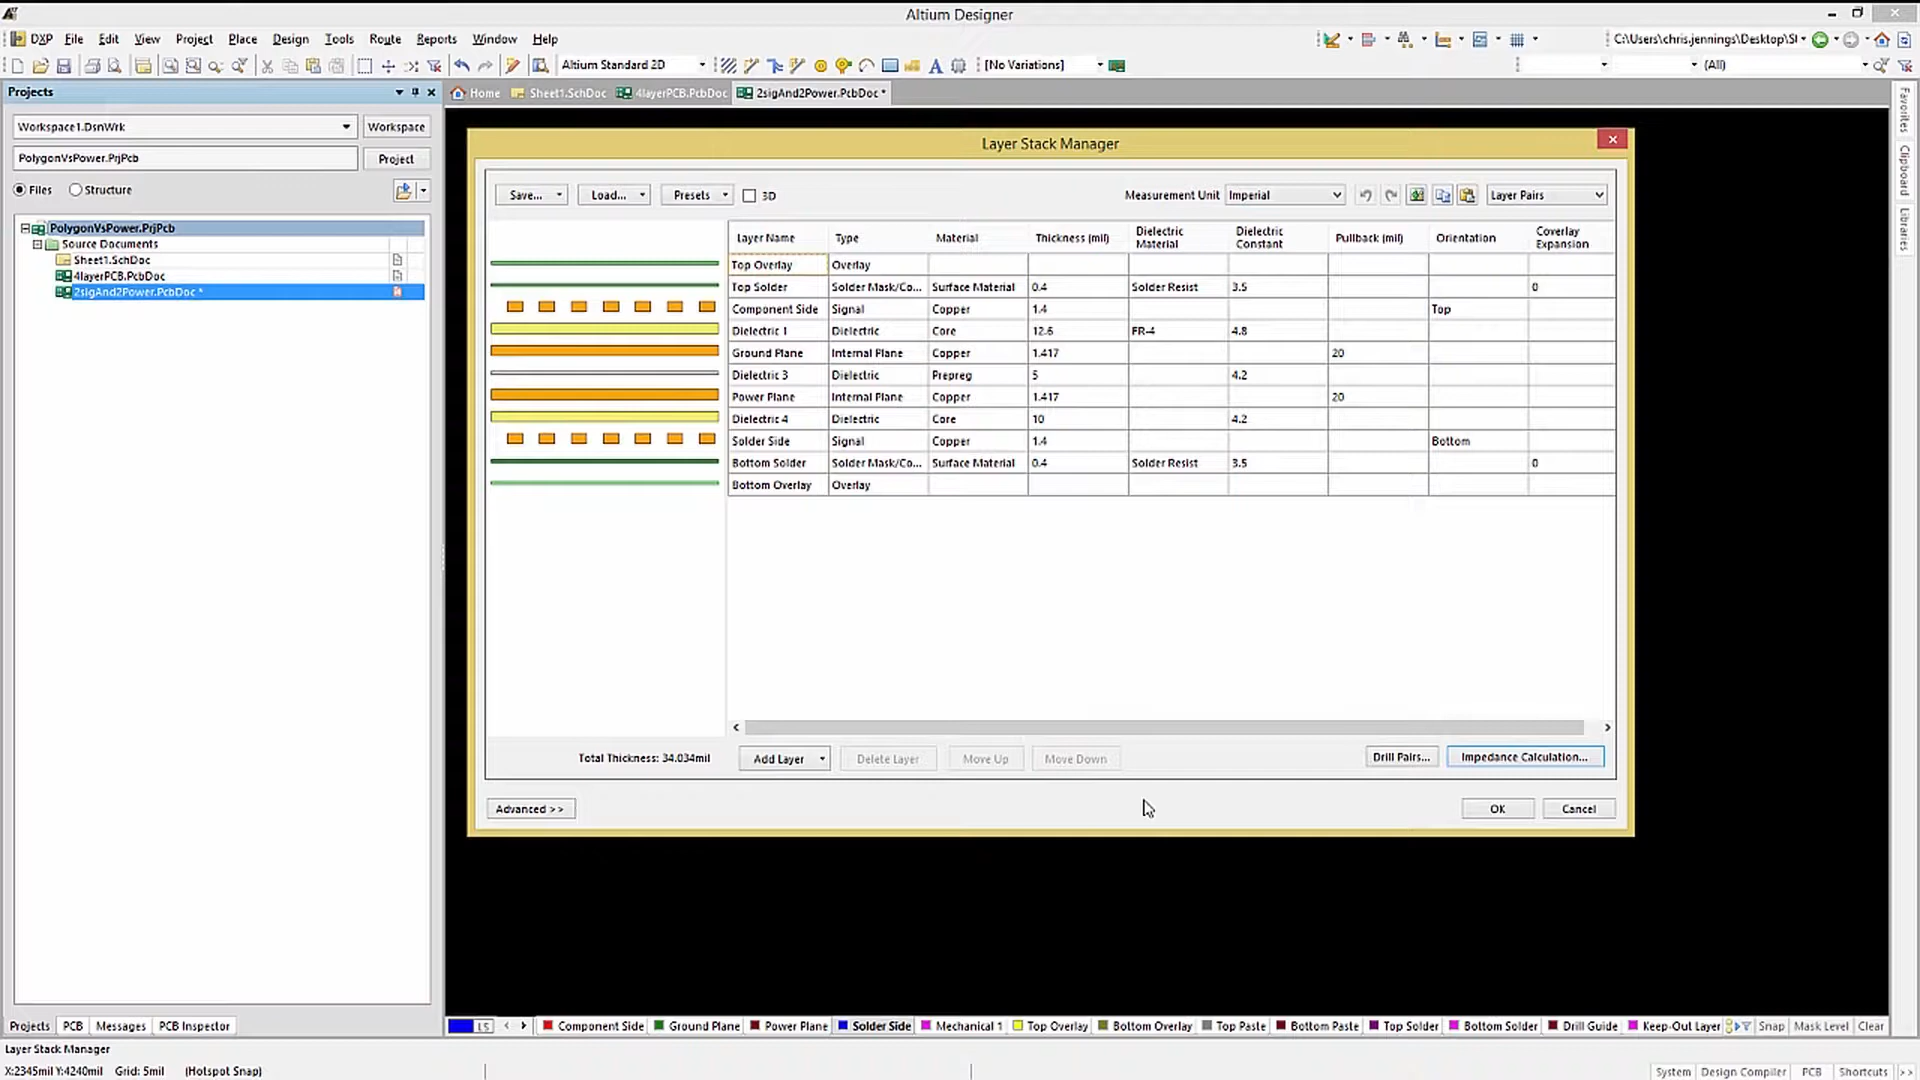 Altium Designer
DXP File Edit View Project Place Design Tools Route Reports Window Help
C:\Users\chris.jennings\Desktop\Sl
Altium Standard 2D [No Variations] (All)
Projects
Home Sheet1.SchDoc 4layerPCB.PcbDoc 2sigAnd2Power.PcbDoc *
Workspace1.DsnWrk Workspace
PolygonVsPower.PrjPcb Project
Files Structure
PolygonVsPower.PrjPcb
Source Documents
Sheet1.SchDoc
4layerPCB.PcbDoc
2sigAnd2Power.PcbDoc *
Favorites
Clipboard
Libraries
Layer Stack Manager
Save... Load... Presets 3D Measurement Unit Imperial Layer Pairs
Layer Name Type Material Thickness (mil) Dielectric Material Dielectric Constant Pullback (mil) Orientation Coverlay Expansion
Top Overlay Overlay
Top Solder Solder Mask/Co... Surface Material 0.4 Solder Resist 3.5 0
Component Side Signal Copper 1.4 Top
Dielectric 1 Dielectric Core 12.6 FR-4 4.8
Ground Plane Internal Plane Copper 1.417 20
Dielectric 3 Dielectric Prepreg 5 4.2
Power Plane Internal Plane Copper 1.417 20
Dielectric 4 Dielectric Core 10 4.2
Solder Side Signal Copper 1.4 Bottom
Bottom Solder Solder Mask/Co... Surface Material 0.4 Solder Resist 3.5 0
Bottom Overlay Overlay
Total Thickness: 34.034mil Add Layer Delete Layer Move Up Move Down Drill Pairs... Impedance Calculation...
Advanced >> OK Cancel
Projects PCB Messages PCB Inspector
LS Component Side Ground Plane Power Plane Solder Side Mechanical 1 Top Overlay Bottom Overlay Top Paste Bottom Paste Top Solder Bottom Solder Drill Guide Keep-Out Layer Snap Mask Level Clear
Layer Stack Manager
X:2345mil Y:4240mil Grid: 5mil (Hotspot Snap) System Design Compiler PCB Shortcuts >>